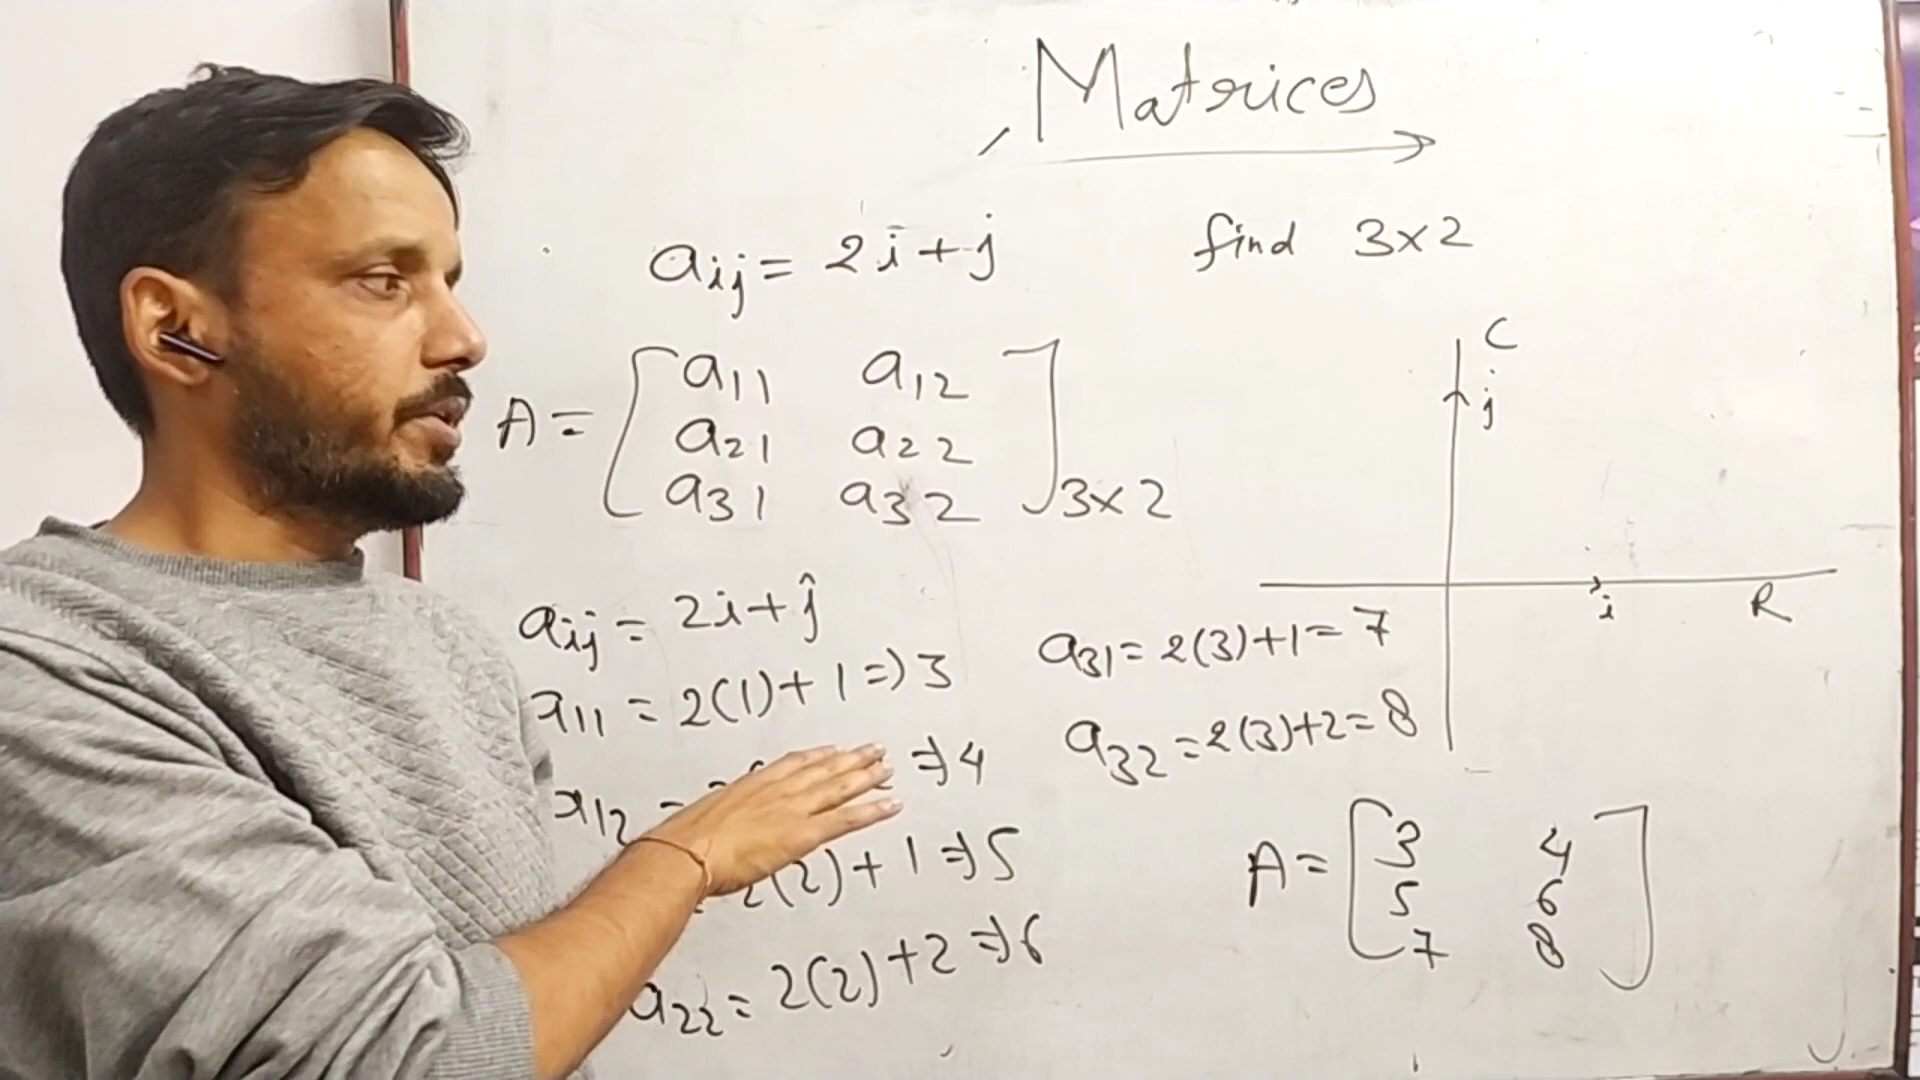 Matrices
aij = 2i+j find 3x2
A = [a11 a12
a21 a22
a31 a32]3x2
C
j
i R
aij = 2i+j
a11 = 2(1)+1 => 3
a12 = => 4
2(2)+1 => 5
a22 = 2(2)+2 => 6
a31 = 2(3)+1 = 7
a32 = 2(3)+2 = 8
A = [3 4
5 6
7 8]